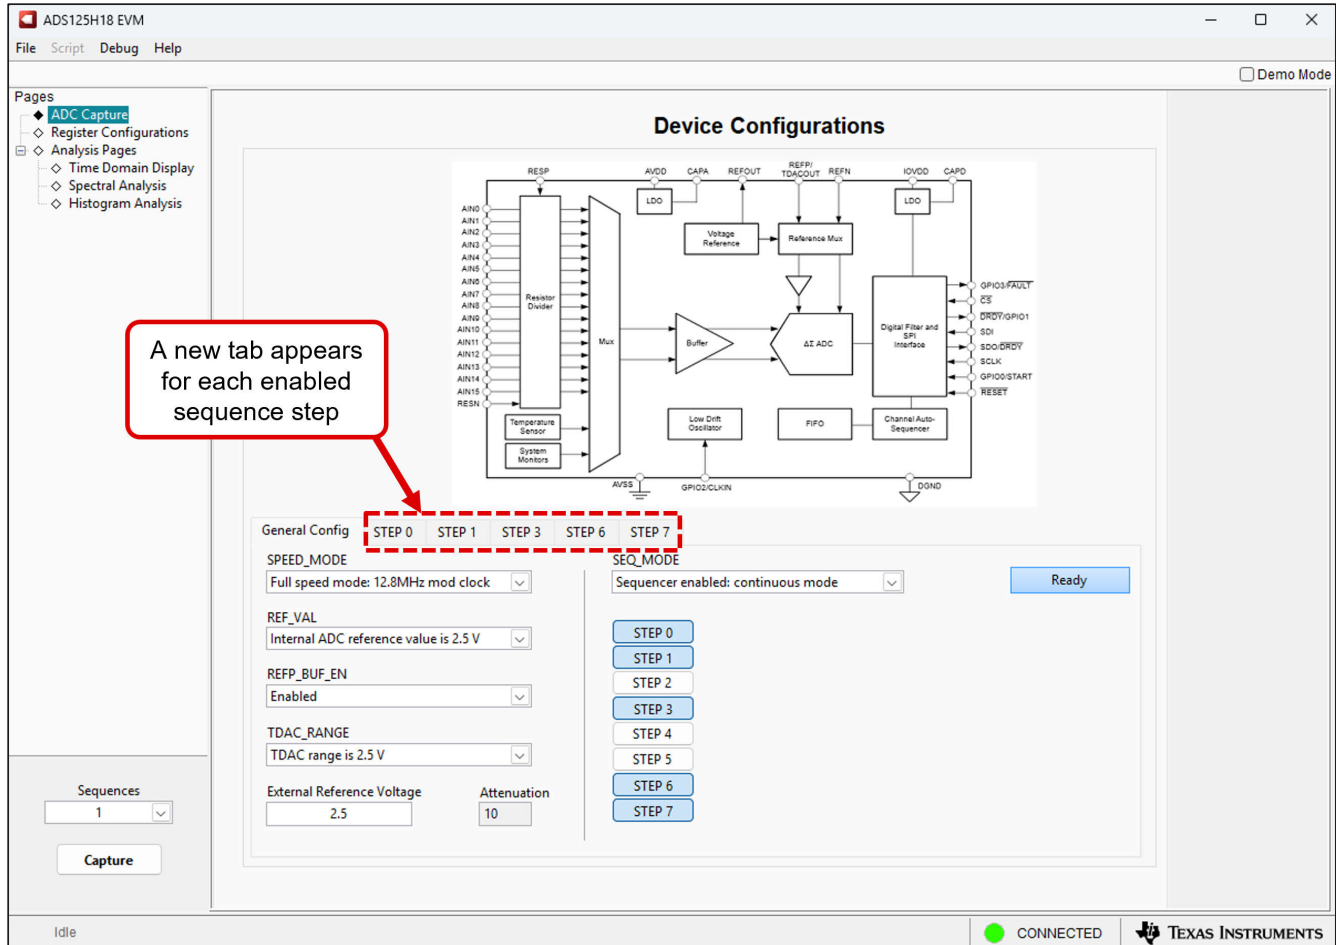 ADS125H18 EVM
File Script Debug Help
Demo Mode
Pages
ADC Capture
Register Configurations
Analysis Pages
Time Domain Display
Spectral Analysis
Histogram Analysis
Device Configurations
RESP
AVDD
CAPA
REFOUT
REFP/
TDACOUT
REFN
IOVDD
CAPD
LDO
LDO
Voltage
Reference
Reference Mux
AIN0
AIN1
AIN2
AIN3
AIN4
AIN5
AIN6
AIN7
AIN8
AIN9
AIN10
AIN11
AIN12
AIN13
AIN14
AIN15
RESN
Resistor
Divider
Mux
Buffer
ΔΣ ADC
Digital Filter and
SPI
Interface
GPIO3/FAULT
CS
DRDY/GPIO1
SDI
SDO/DRDY
SCLK
GPIO0/START
RESET
Temperature
Sensor
System
Monitors
Low Drift
Oscillator
FIFO
Channel Auto-
Sequencer
AVSS
GPIO2/CLKIN
DGND
A new tab appears
for each enabled
sequence step
General Config STEP 0 STEP 1 STEP 3 STEP 6 STEP 7
SPEED_MODE
Full speed mode: 12.8MHz mod clock
REF_VAL
Internal ADC reference value is 2.5 V
REFP_BUF_EN
Enabled
TDAC_RANGE
TDAC range is 2.5 V
External Reference Voltage
2.5
Attenuation
10
SEQ_MODE
Sequencer enabled: continuous mode
STEP 0
STEP 1
STEP 2
STEP 3
STEP 4
STEP 5
STEP 6
STEP 7
Ready
Sequences
1
Capture
Idle
CONNECTED
TEXAS INSTRUMENTS